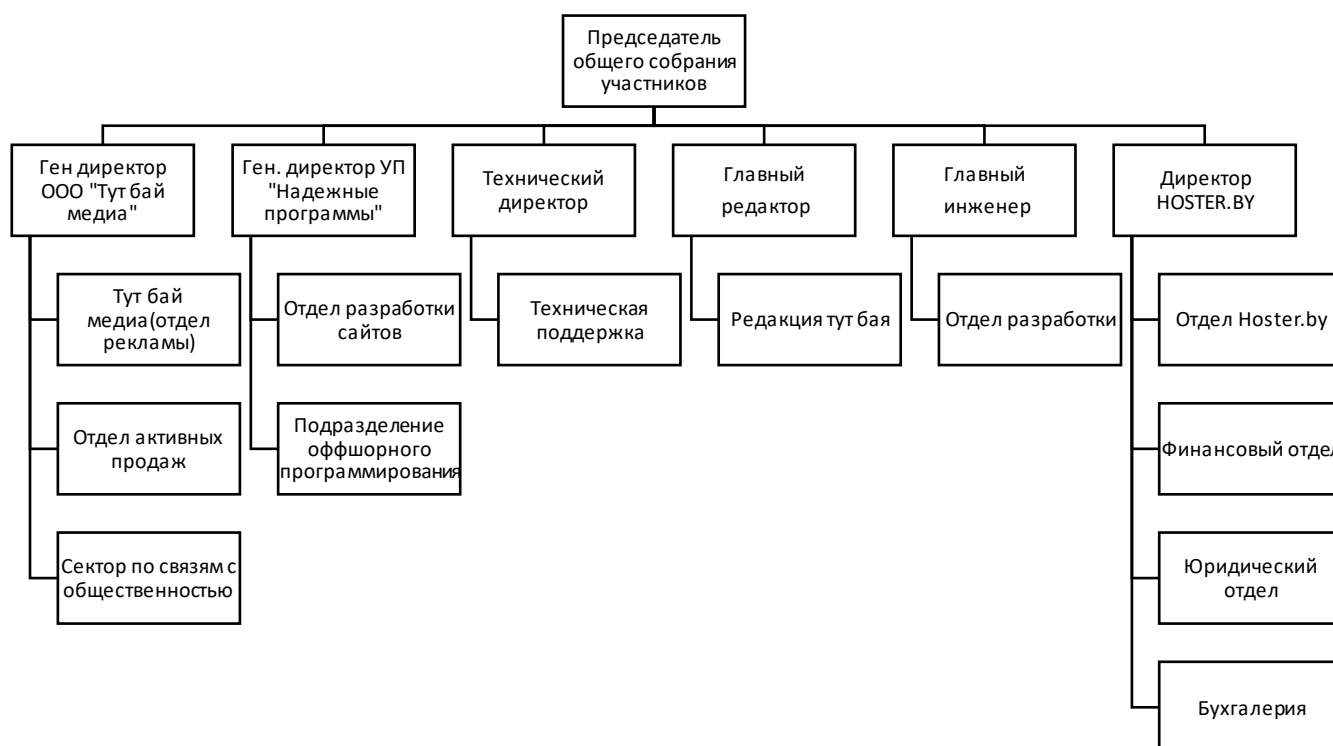 Председатель
общего собрания
участников
Ген директор
ООО "Тут бай
медиа"
Ген. директор УП
"Надежные
программы"
Технический
директор
Главный
редактор
Главный
инженер
Директор
HOSTER.BY
Тут бай
медиа(отдел
рекламы)
Отдел разработки
сайтов
Техническая
поддержка
Редакция тут бая
Отдел разработки
Отдел Hoster.by
Отдел активных
продаж
Подразделение
оффшорного
программирования
Финансовый отдел
Сектор по связям с
общественностью
Юридический
отдел
Бухгалерия